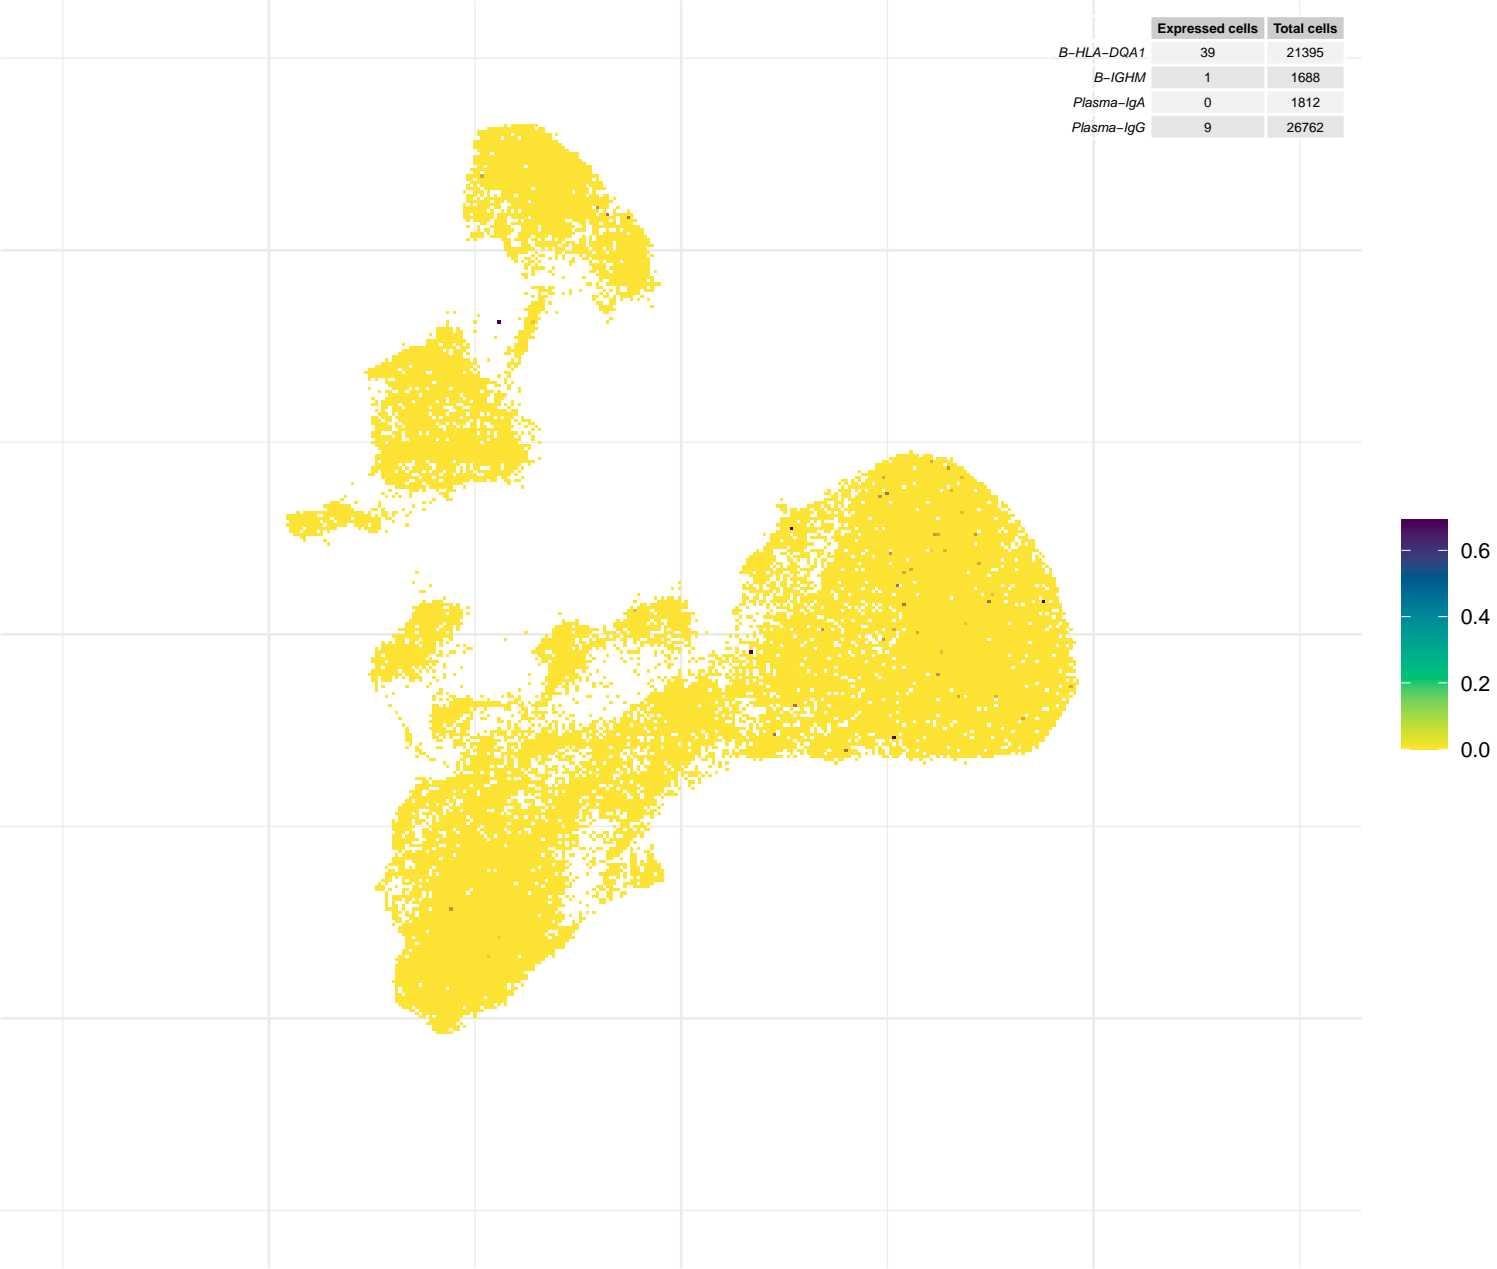 Expressed cells Total cells
B−HLA−DQA1 39 21395
B−IGHM 1 1688
Plasma−IgA 0 1812
Plasma−IgG 9 26762
0.6
0.4
0.2
0.0